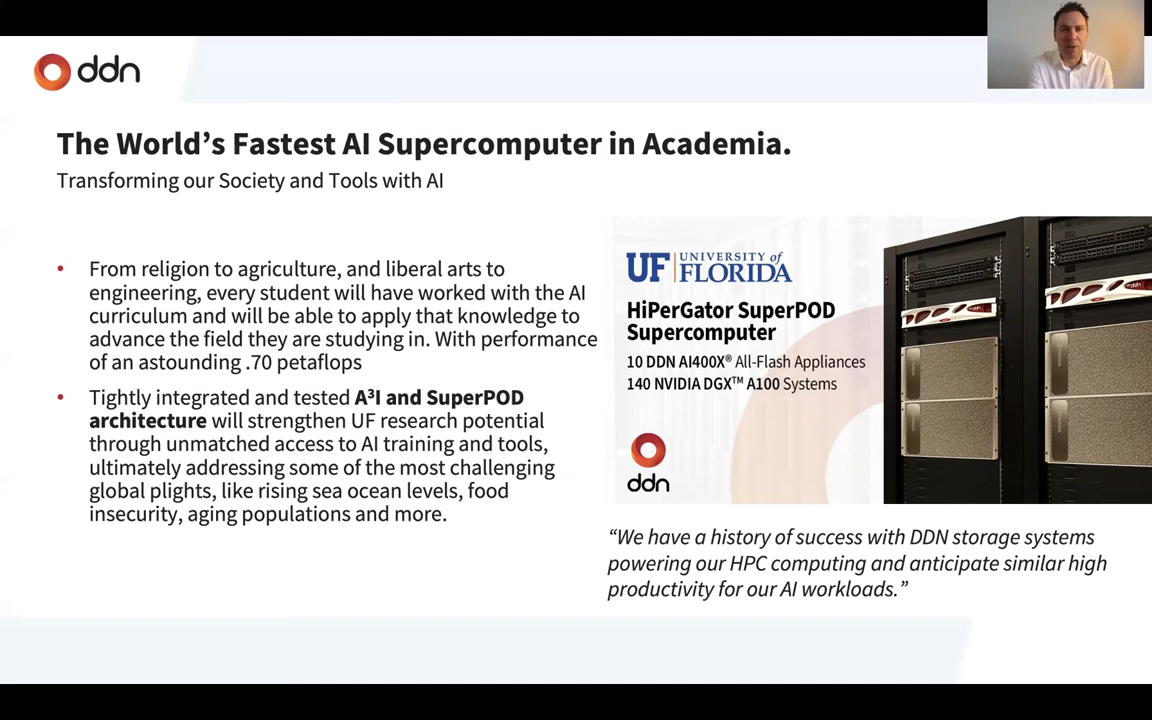 ddn
The World’s Fastest AI Supercomputer in Academia.
Transforming our Society and Tools with AI
• From religion to agriculture, and liberal arts to
engineering, every student will have worked with the AI
curriculum and will be able to apply that knowledge to
advance the field they are studying in. With performance
of an astounding .70 petaflops
• Tightly integrated and tested A³I and SuperPOD
architecture will strengthen UF research potential
through unmatched access to AI training and tools,
ultimately addressing some of the most challenging
global plights, like rising sea ocean levels, food
insecurity, aging populations and more.
UF UNIVERSITY of
FLORIDA
HiPerGator SuperPOD
Supercomputer
10 DDN AI400X® All-Flash Appliances
140 NVIDIA DGX™ A100 Systems
ddn
“We have a history of success with DDN storage systems
powering our HPC computing and anticipate similar high
productivity for our AI workloads.”